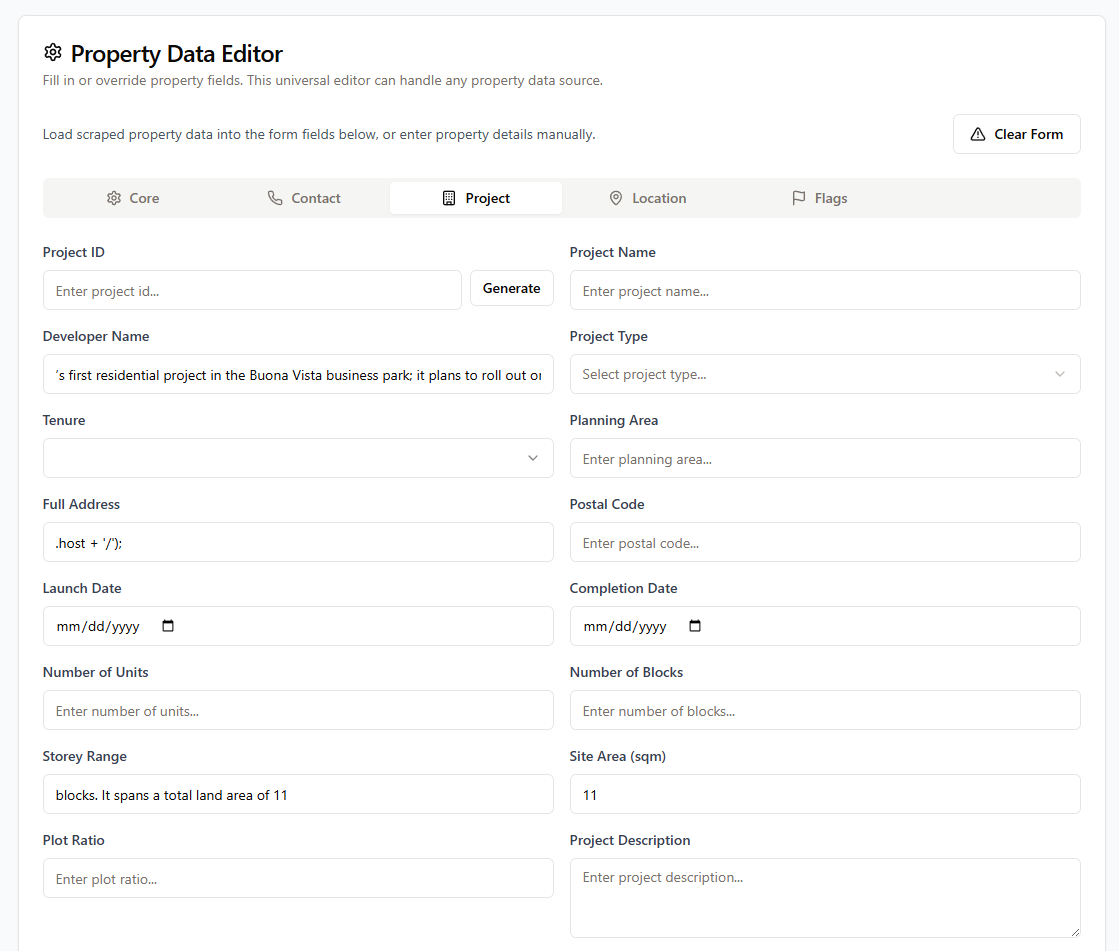 Property Data Editor
Fill in or override property fields. This universal editor can handle any property data source.
Load scraped property data into the form fields below, or enter property details manually.
Clear Form
Core
Contact
Project
Location
Flags
Project ID
Project Name
Enter project id...
Generate
Enter project name...
Developer Name
Project Type
's first residential project in the Buona Vista business park; it plans to roll out
Select project type...
Tenure
Planning Area
Enter planning area...
Full Address
Postal Code
.host + '/');
Enter postal code...
Launch Date
Completion Date
mm/dd/yyyy
mm/dd/yyyy
Number of Units
Number of Blocks
Enter number of units...
Enter number of blocks...
Storey Range
Site Area (sqm)
blocks. It spans a total land area of 11
11
Plot Ratio
Project Description
Enter plot ratio...
Enter project description...